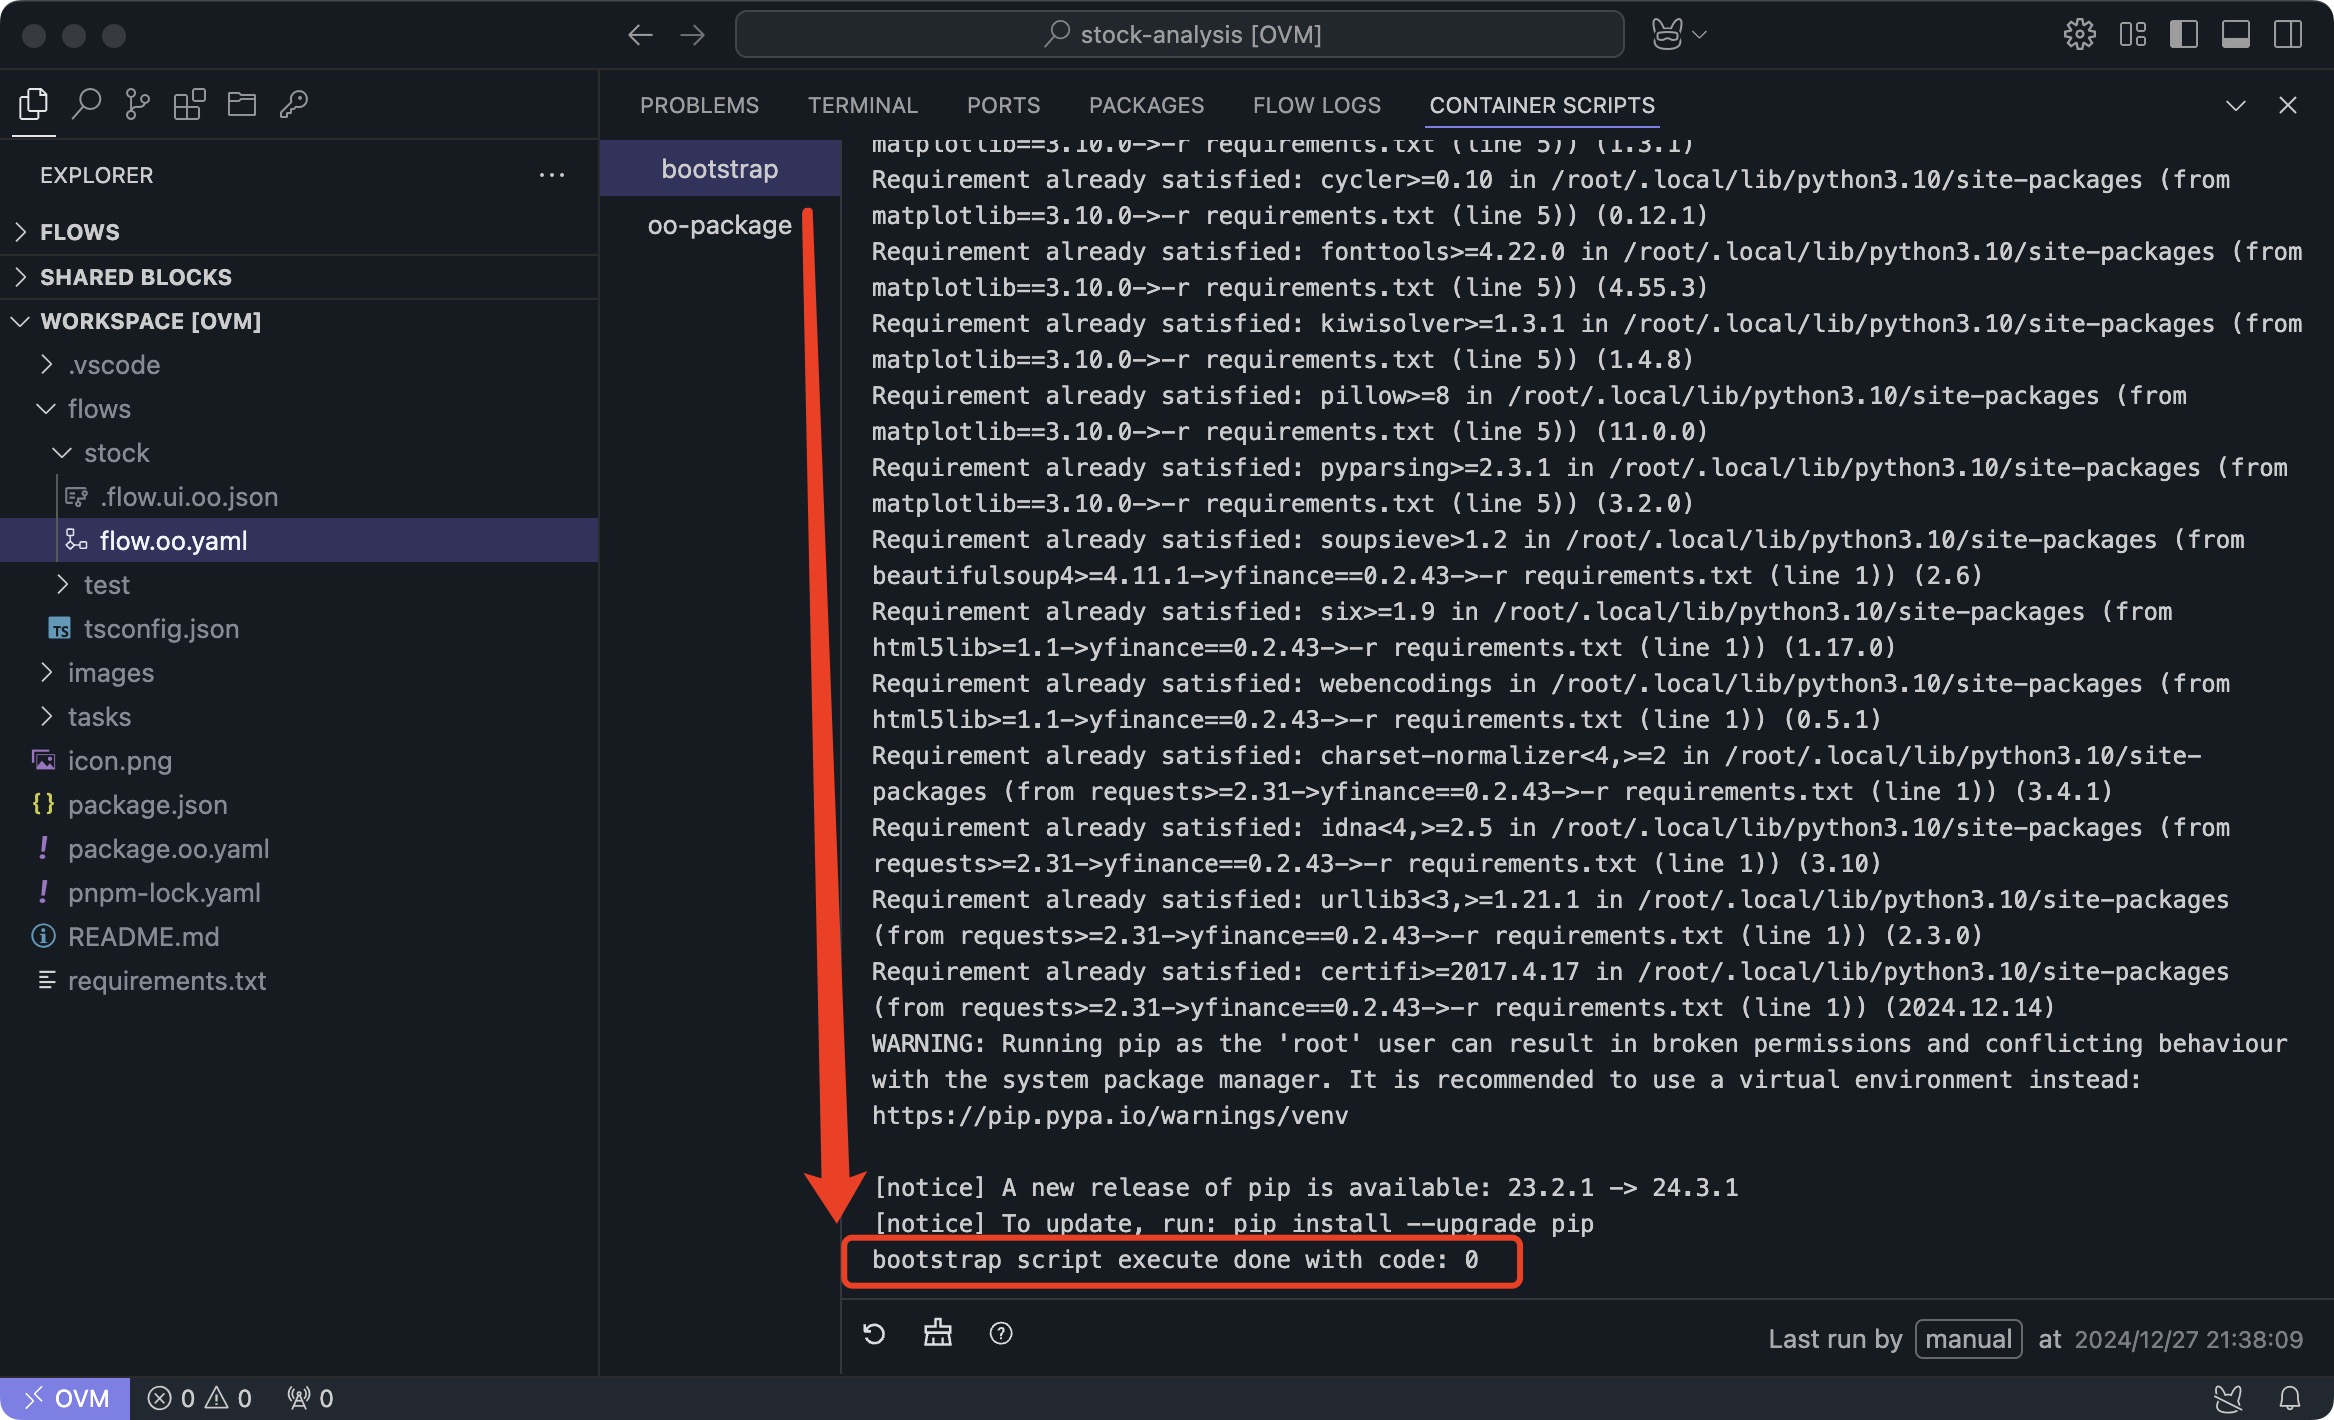 stock-analysis [OVM]
EXPLORER
FLOWS
SHARED BLOCKS
WORKSPACE [OVM]
.vscode
flows
stock
.flow.ui.oo.json
flow.oo.yaml
test
TS tsconfig.json
images
tasks
icon.png
{} package.json
! package.oo.yaml
! pnpm-lock.yaml
README.md
requirements.txt
PROBLEMS TERMINAL PORTS PACKAGES FLOW LOGS CONTAINER SCRIPTS
bootstrap
oo-package
matplotlib==3.10.0->-r requirements.txt (line 5)) (1.3.1)
Requirement already satisfied: cycler>=0.10 in /root/.local/lib/python3.10/site-packages (from
matplotlib==3.10.0->-r requirements.txt (line 5)) (0.12.1)
Requirement already satisfied: fonttools>=4.22.0 in /root/.local/lib/python3.10/site-packages (from
matplotlib==3.10.0->-r requirements.txt (line 5)) (4.55.3)
Requirement already satisfied: kiwisolver>=1.3.1 in /root/.local/lib/python3.10/site-packages (from
matplotlib==3.10.0->-r requirements.txt (line 5)) (1.4.8)
Requirement already satisfied: pillow>=8 in /root/.local/lib/python3.10/site-packages (from
matplotlib==3.10.0->-r requirements.txt (line 5)) (11.0.0)
Requirement already satisfied: pyparsing>=2.3.1 in /root/.local/lib/python3.10/site-packages (from
matplotlib==3.10.0->-r requirements.txt (line 5)) (3.2.0)
Requirement already satisfied: soupsieve>1.2 in /root/.local/lib/python3.10/site-packages (from
beautifulsoup4>=4.11.1->yfinance==0.2.43->-r requirements.txt (line 1)) (2.6)
Requirement already satisfied: six>=1.9 in /root/.local/lib/python3.10/site-packages (from
html5lib>=1.1->yfinance==0.2.43->-r requirements.txt (line 1)) (1.17.0)
Requirement already satisfied: webencodings in /root/.local/lib/python3.10/site-packages (from
html5lib>=1.1->yfinance==0.2.43->-r requirements.txt (line 1)) (0.5.1)
Requirement already satisfied: charset-normalizer<4,>=2 in /root/.local/lib/python3.10/site-
packages (from requests>=2.31->yfinance==0.2.43->-r requirements.txt (line 1)) (3.4.1)
Requirement already satisfied: idna<4,>=2.5 in /root/.local/lib/python3.10/site-packages (from
requests>=2.31->yfinance==0.2.43->-r requirements.txt (line 1)) (3.10)
Requirement already satisfied: urllib3<3,>=1.21.1 in /root/.local/lib/python3.10/site-packages
(from requests>=2.31->yfinance==0.2.43->-r requirements.txt (line 1)) (2.3.0)
Requirement already satisfied: certifi>=2017.4.17 in /root/.local/lib/python3.10/site-packages
(from requests>=2.31->yfinance==0.2.43->-r requirements.txt (line 1)) (2024.12.14)
WARNING: Running pip as the 'root' user can result in broken permissions and conflicting behaviour
with the system package manager. It is recommended to use a virtual environment instead:
https://pip.pypa.io/warnings/venv
[notice] A new release of pip is available: 23.2.1 -> 24.3.1
[notice] To update, run: pip install --upgrade pip
bootstrap script execute done with code: 0
Last run by manual at 2024/12/27 21:38:09
OVM 0 0 0